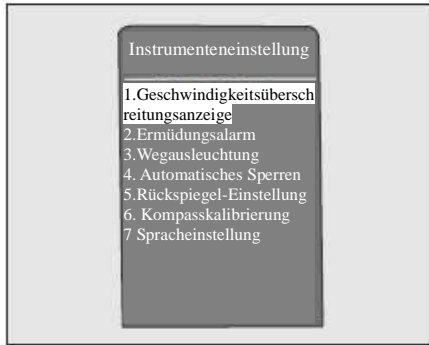 Instrumenteneinstellung
1.Geschwindigkeitsübersch
reitungsanzeige
2.Ermüdungsalarm
3.Wegausleuchtung
4. Automatisches Sperren
5.Rückspiegel-Einstellung
6. Kompasskalibrierung
7 Spracheinstellung